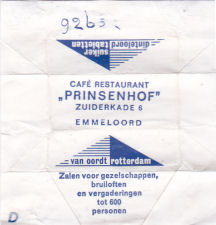 926s
suiker
tabletten
dinteloord
CAFÉ RESTAURANT
„PRINSENHOF"
ZUIDERKADE 6
EMMELOORD
van oordt rotterdam
Zalen voor gezelschappen,
bruiloften
en vergaderingen
tot 600
personen
D